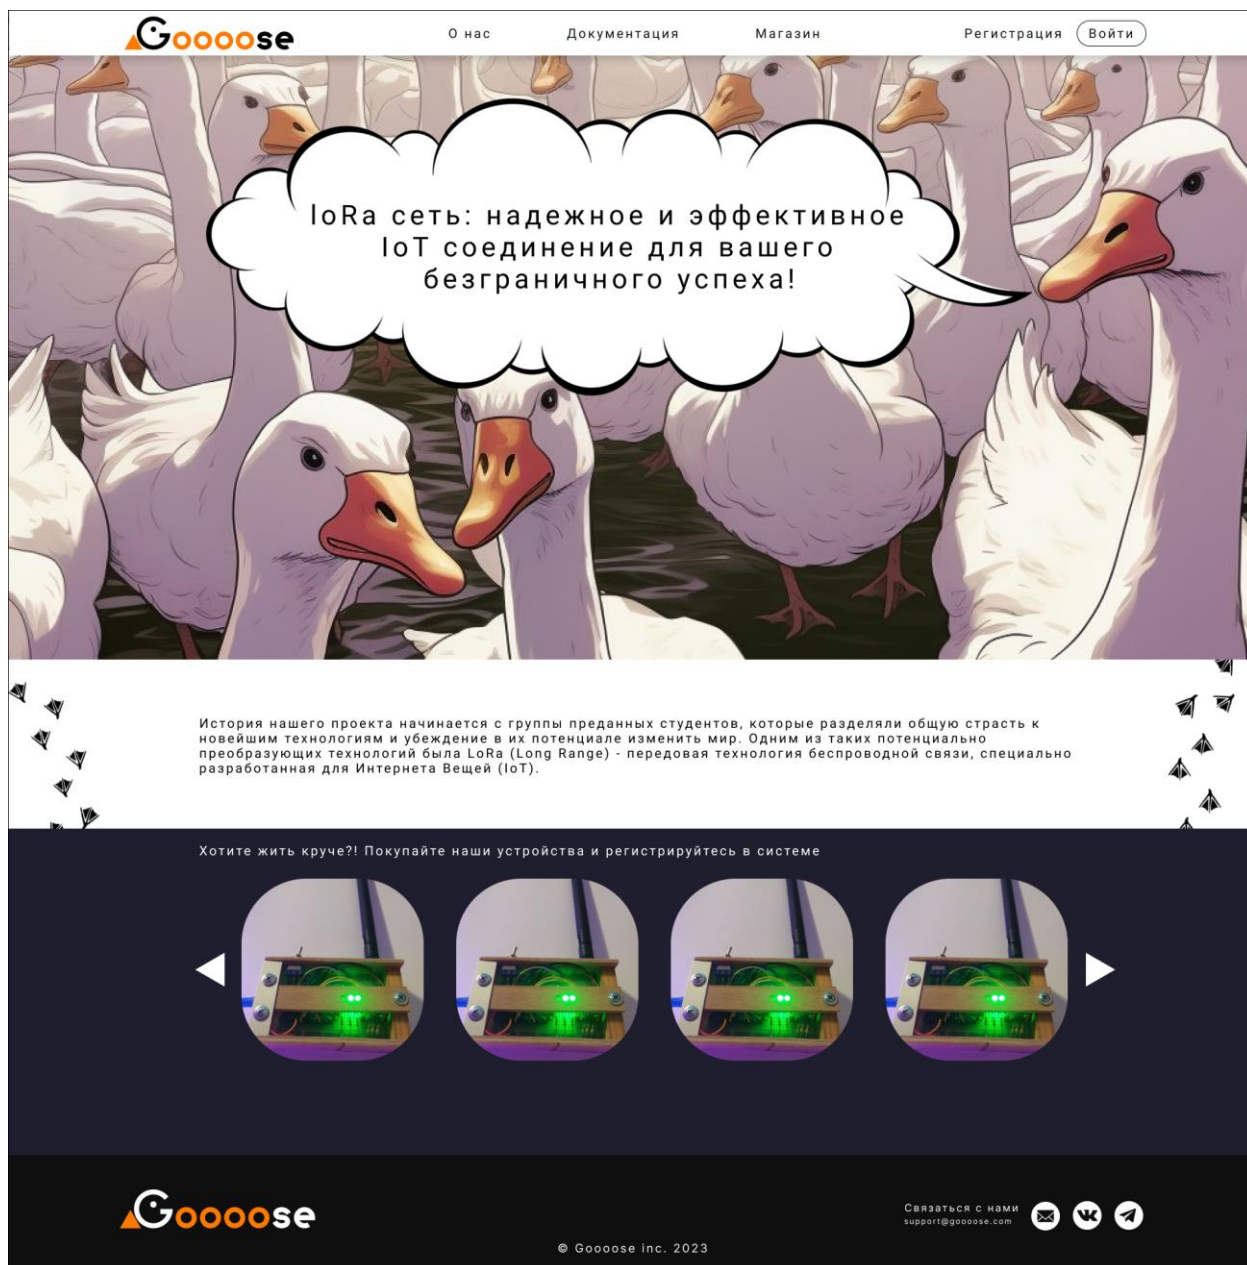 Goooose
О нас
Документация
Магазин
Регистрация
Войти
loRa сеть: надежное и эффективное
IoT соединение для вашего
безграничного успеха!
История нашего проекта начинается с группы преданных студентов, которые разделяли общую страсть к
новейшим технологиям и убеждение в их потенциале изменить мир. Одним из таких потенциально
преобразующих технологий была LoRa (Long Range) - передовая технология беспроводной связи, специально
разработанная для Интернета Вещей (IoT).
Хотите жить круче?! Покупайте наши устройства и регистрируйтесь в системе
Goooose
Связаться с нами
support@goooose.com
© Goooose inc. 2023